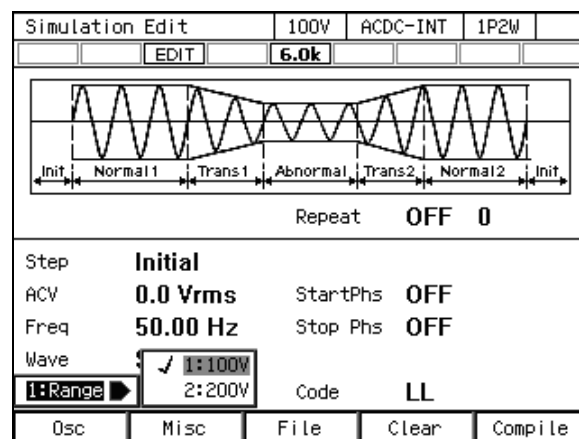 Simulation Edit 100V ACDC-INT 1P2W
EDIT 6.0k
Init Normal1 Trans1 Abnormal Trans2 Normal2 Init
Repeat OFF 0
Step Initial
ACV 0.0 Vrms StartPhs OFF
Freq 50.00 Hz Stop Phs OFF
Wave
✓ 1:100V
1:Range 2:200V Code LL
Osc Misc File Clear Compile